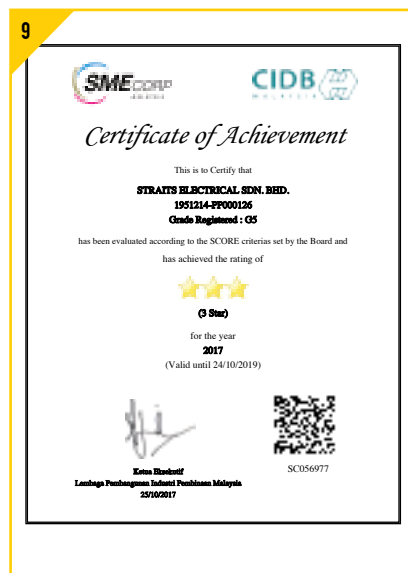 9
SME CORP
MALAYSIA
CIDB
MALAYSIA
Certificate of Achievement
This is to Certify that
STRAITS ELECTRICAL SDN. BHD.
1951214-PP000126
Grade Registered : G5
has been evaluated according to the SCORE criterias set by the Board and
has achieved the rating of
(3 Star)
for the year
2017
(Valid until 24/10/2019)
Ketua Eksekutif
Lembaga Pembangunan Industri Pembinaan Malaysia
25/10/2017
SC056977